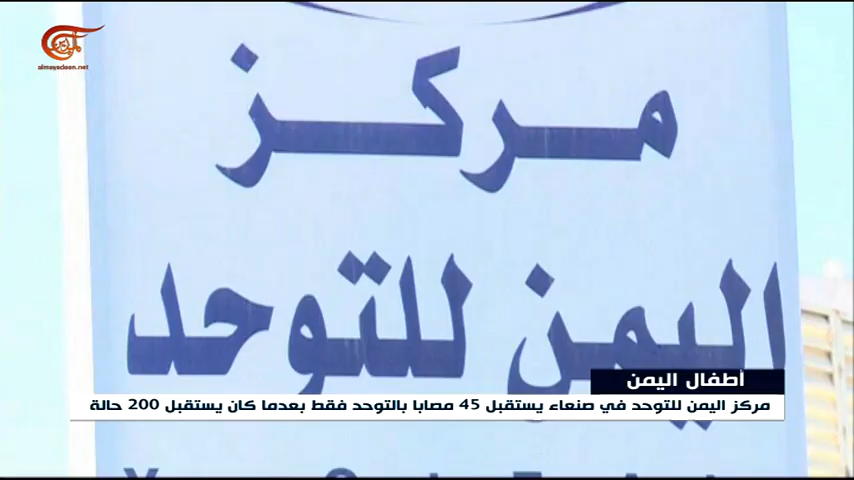 الميادين
almayadeen.net
مركز
اليمن للتوحد
أطفال اليمن
مركز اليمن للتوحد في صنعاء يستقبل 45 مصابا بالتوحد فقط بعدما كان يستقبل 200 حالة